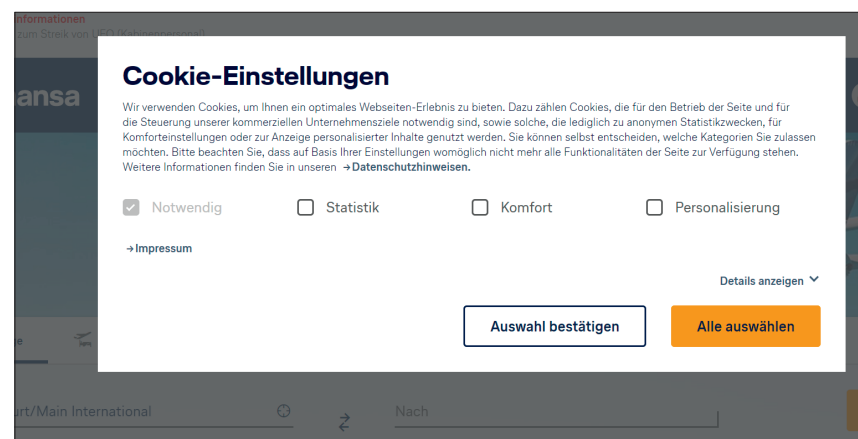 nformationen
zum Streik von UFO (Kabinenpersonal)
ansa
Cookie-Einstellungen
Wir verwenden Cookies, um Ihnen ein optimales Webseiten-Erlebnis zu bieten. Dazu zählen Cookies, die für den Betrieb der Seite und für
die Steuerung unserer kommerziellen Unternehmensziele notwendig sind, sowie solche, die lediglich zu anonymen Statistikzwecken, für
Komforteinstellungen oder zur Anzeige personalisierter Inhalte genutzt werden. Sie können selbst entscheiden, welche Kategorien Sie zulassen
möchten. Bitte beachten Sie, dass auf Basis Ihrer Einstellungen womöglich nicht mehr alle Funktionalitäten der Seite zur Verfügung stehen.
Weitere Informationen finden Sie in unseren → Datenschutzhinweisen.
Notwendig
Statistik
Komfort
Personalisierung
→ Impressum
Details anzeigen
Auswahl bestätigen
Alle auswählen
e
urt/Main International
Nach